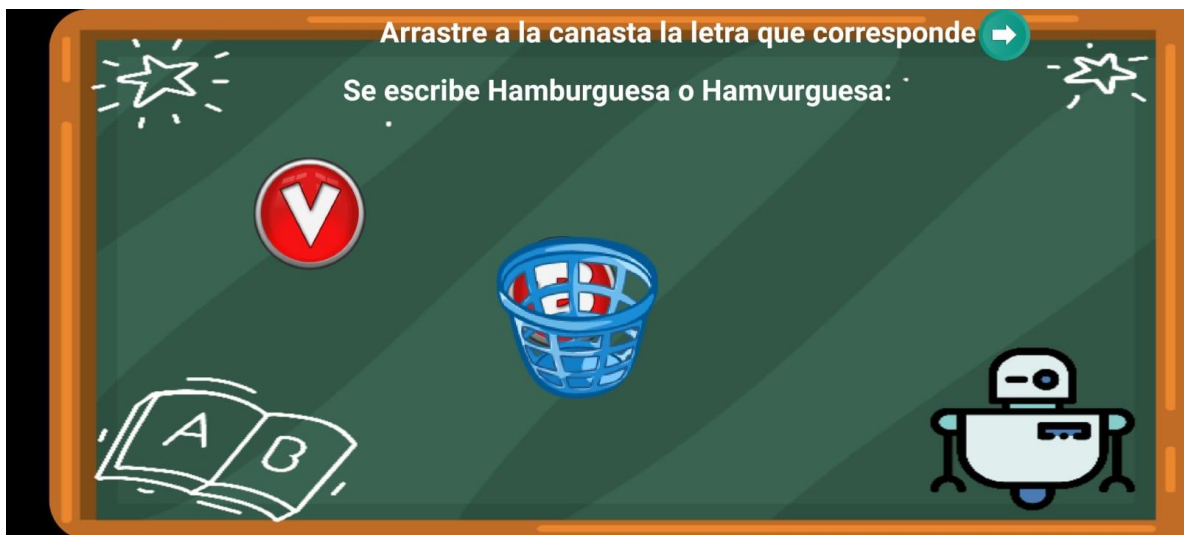 Arrastre a la canasta la letra que corresponde
Se escribe Hamburguesa o Hamvurguesa:
V
B
A B